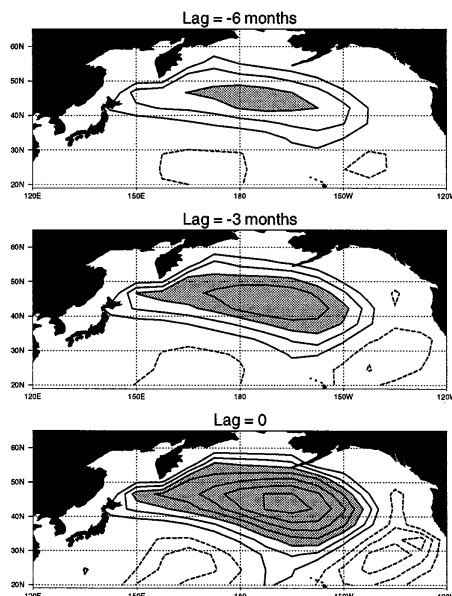 Lag = -6 months
60N
50N
40N
30N
20N
120E
150E
180
150W
120W
Lag = -3 months
60N
50N
40N
30N
20N
120E
150E
180
150W
120W
Lag = 0
60N
50N
40N
30N
20N